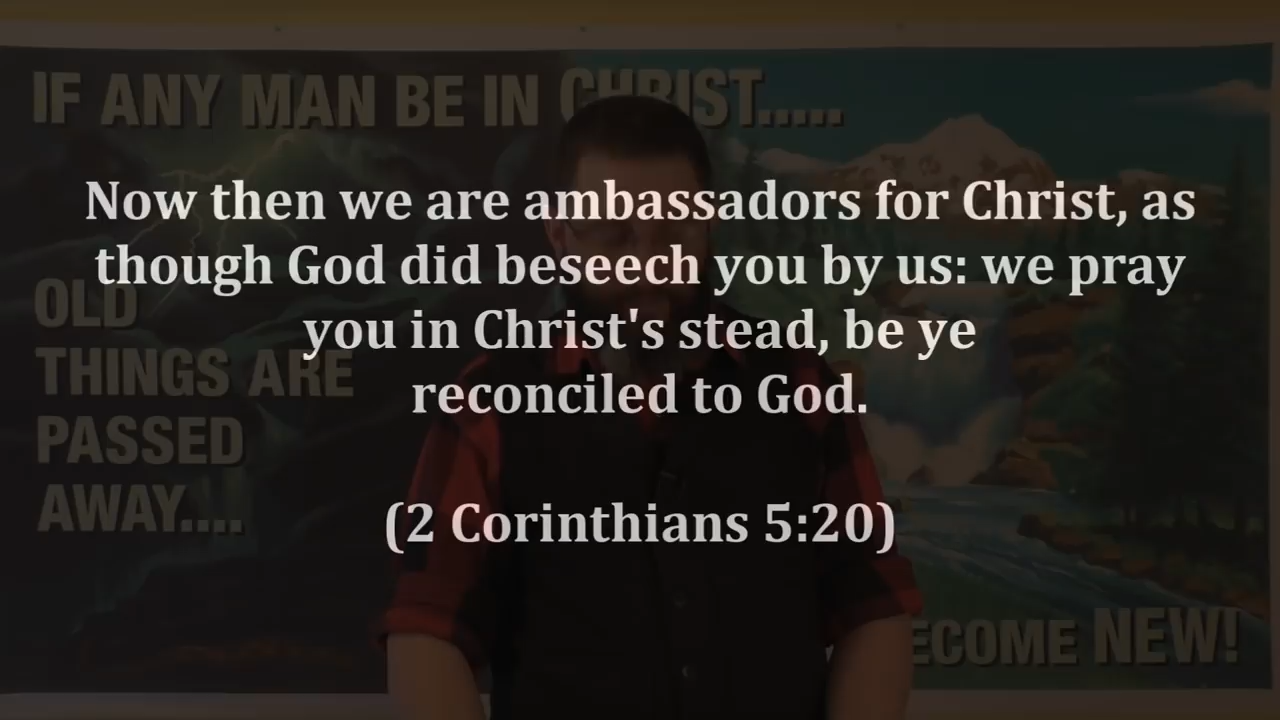 IF ANY MAN BE IN CHRIST.....
Now then we are ambassadors for Christ, as
though God did beseech you by us: we pray
you in Christ's stead, be ye
reconciled to God.
(2 Corinthians 5:20)
OLD
THINGS ARE
PASSED
AWAY....
ECOME NEW!